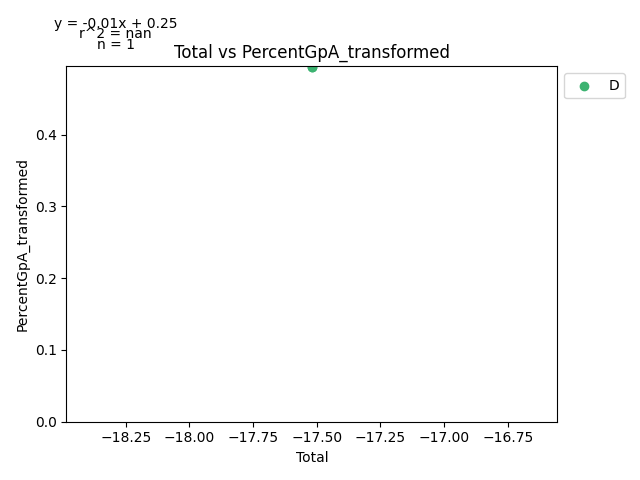 y = -0.01x + 0.25
r^2 = nan
n = 1
Total vs PercentGpA_transformed
D
PercentGpA_transformed
0.4
0.3
0.2
0.1
0.0
−18.25 −18.00 −17.75 −17.50 −17.25 −17.00 −16.75
Total